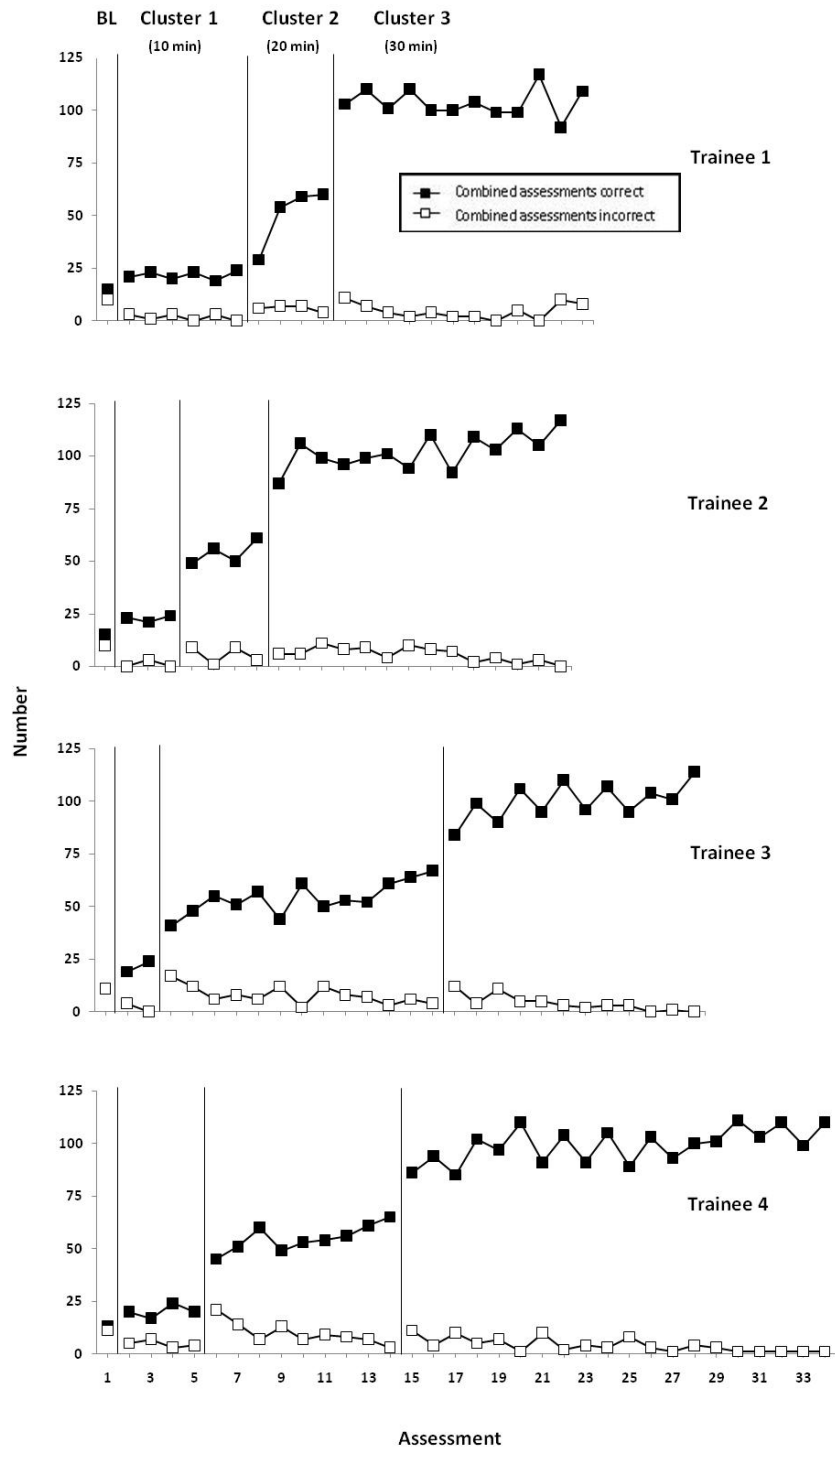 BL Cluster 1 Cluster 2 Cluster 3
(10 min) (20 min) (30 min)
125
100
75
50
25
0
Trainee 1
Combined assessments correct
Combined assessments incorrect
125
100
75
50
25
0
Trainee 2
Number
125
100
75
50
25
0
Trainee 3
125
100
75
50
25
0
Trainee 4
1 3 5 7 9 11 13 15 17 19 21 23 25 27 29 31 33
Assessment